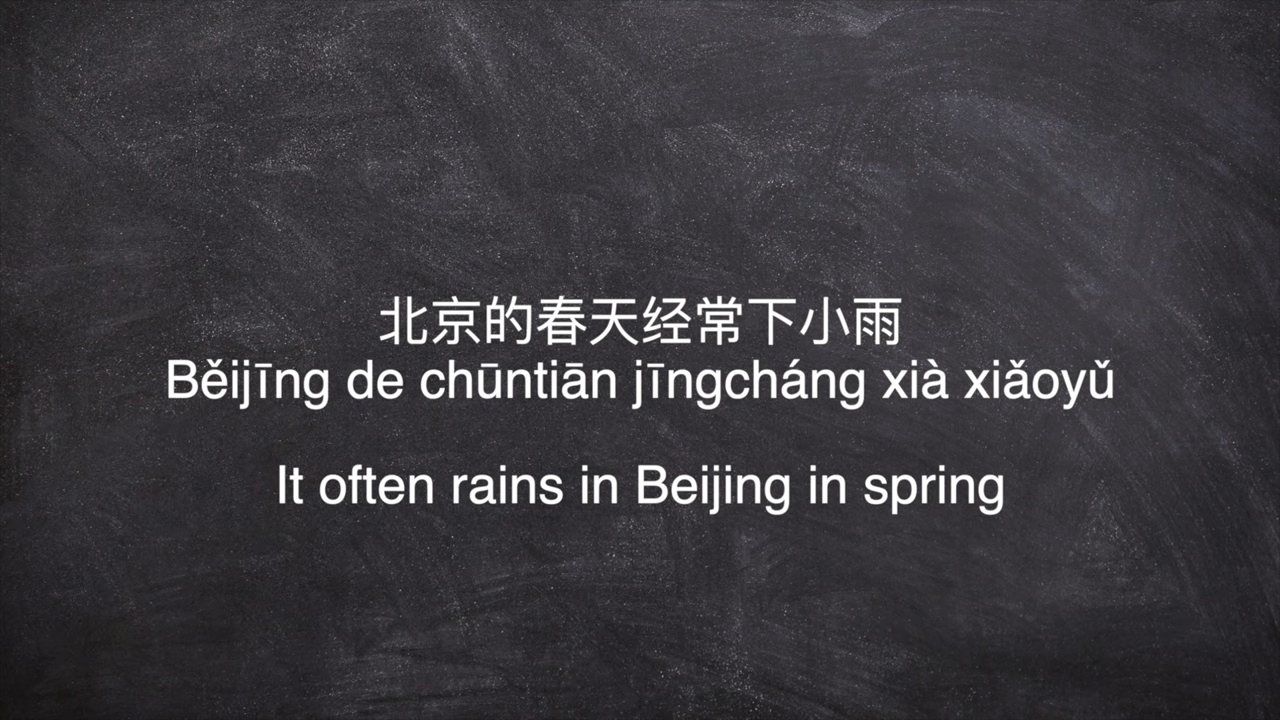 北京的春天经常下小雨
Běijīng de chūntiān jīngcháng xià xiǎoyǔ
It often rains in Beijing in spring